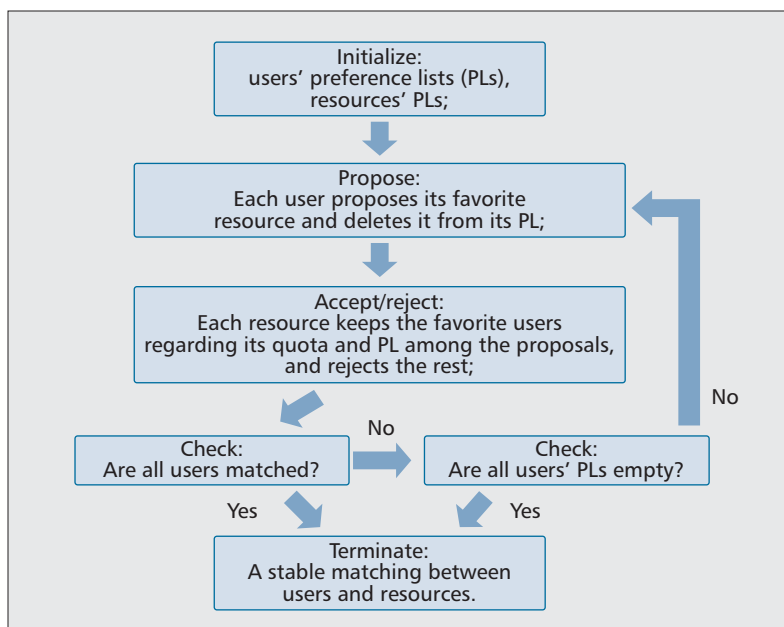 Initialize:
users’ preference lists (PLs),
resources’ PLs;
Propose:
Each user proposes its favorite
resource and deletes it from its PL;
Accept/reject:
Each resource keeps the favorite users
regarding its quota and PL among the proposals,
and rejects the rest;
No
No
Check:
Are all users matched?
Check:
Are all users’ PLs empty?
Yes
Yes
Terminate:
A stable matching between
users and resources.